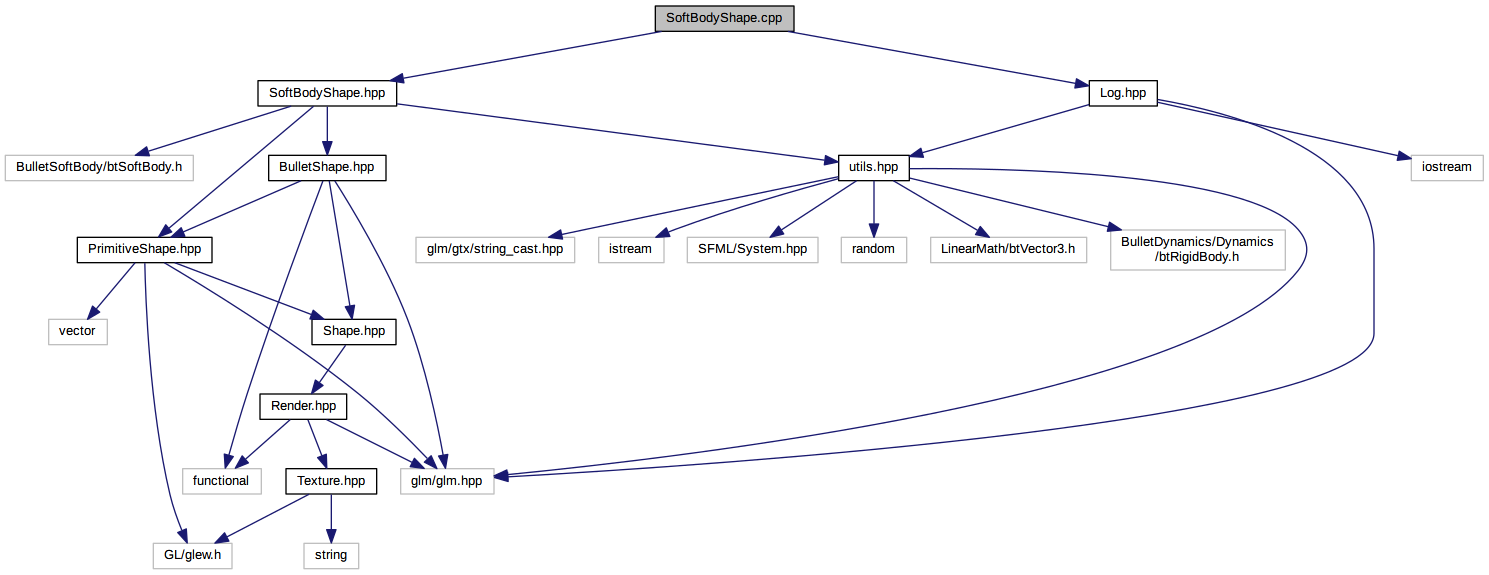 SoftBodyShape.cpp
SoftBodyShape.hpp
Log.hpp
BulletSoftBody/btSoftBody.h
BulletShape.hpp
utils.hpp
iostream
PrimitiveShape.hpp
glm/gtx/string_cast.hpp
istream
SFML/System.hpp
random
LinearMath/btVector3.h
BulletDynamics/Dynamics
/btRigidBody.h
vector
Shape.hpp
Render.hpp
functional
Texture.hpp
glm/glm.hpp
GL/glew.h
string